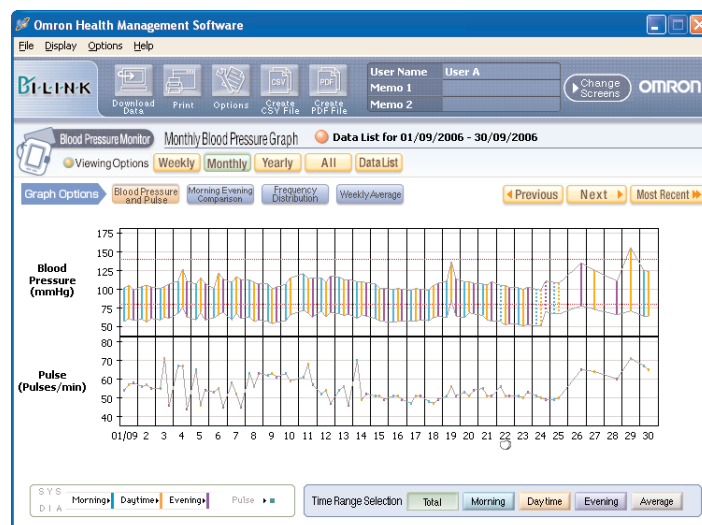 Omron Health Management Software
File Display Options Help
Bi-LINK
Download Data
Print
Options
Create CSV File
Create PDF File
CSV
PDF
User Name User A
Memo 1
Memo 2
Change Screens
OMRON
Blood Pressure Monitor Monthly Blood Pressure Graph Data List for 01/09/2006 - 30/09/2006
Viewing Options Weekly Monthly Yearly All Data List
Graph Options Blood Pressure and Pulse Morning Evening Comparison Frequency Distribution Weekly Average Previous Next Most Recent
Blood Pressure (mmHg)
175
150
125
100
75
50
Pulse (Pulses/min)
80
70
60
50
40
01/09 2 3 4 5 6 7 8 9 10 11 12 13 14 15 16 17 18 19 20 21 22 23 24 25 26 27 28 29 30
SYS
DIA
Morning Daytime Evening Pulse
Time Range Selection Total Morning Daytime Evening Average